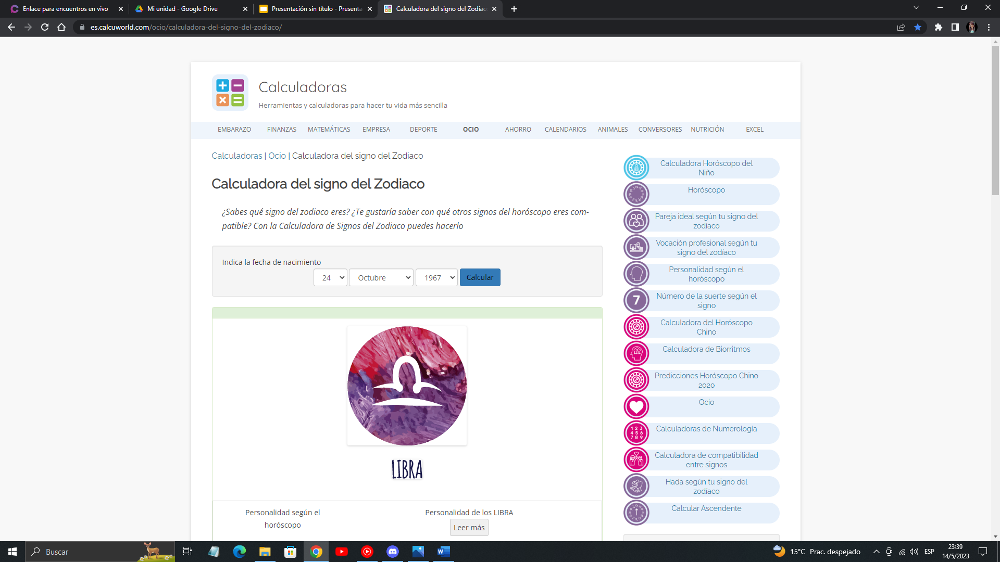 Enlace para encuentros en vivo
Mi unidad - Google Drive
Presentación sin título - Presenta
Calculadora del signo del Zodiac
es.calcuworld.com/ocio/calculadora-del-signo-del-zodiaco/
Calculadoras
Herramientas y calculadoras para hacer tu vida más sencilla
EMBARAZO FINANZAS MATEMÁTICAS EMPRESA DEPORTE OCIO AHORRO CALENDARIOS ANIMALES CONVERSORES NUTRICIÓN EXCEL
Calculadoras | Ocio | Calculadora del signo del Zodiaco
Calculadora del signo del Zodiaco
¿Sabes qué signo del zodiaco eres? ¿Te gustaría saber con qué otros signos del horóscopo eres com-
patible? Con la Calculadora de Signos del Zodiaco puedes hacerlo
Indica la fecha de nacimiento
24 Octubre 1967 Calcular
LIBRA
Personalidad según el
horóscopo
Personalidad de los LIBRA
Leer más
Calculadora Horóscopo del
Niño
Horóscopo
Pareja ideal según tu signo del
zodíaco
Vocación profesional según tu
signo del zodíaco
Personalidad según el
horóscopo
7
Número de la suerte según el
signo
Calculadora del Horóscopo
Chino
Calculadora de Biorritmos
Predicciones Horóscopo Chino
2020
Ocio
1 2 3
4 5 6
7 8 9
Calculadoras de Numerología
Calculadora de compatibilidad
entre signos
Hada según tu signo del
zodíaco
Calcular Ascendente
Buscar
15°C Prac. despejado
ESP
23:39
14/5/2023